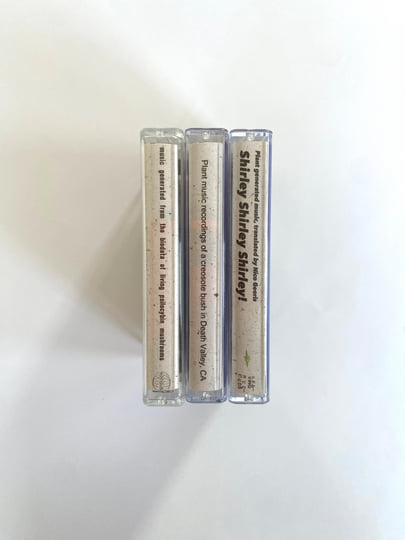 music generated from the biodata of living psilocybin mushrooms
Plant music recordings of a creosote bush in Death Valley, CA
Plant generated music, translated by Nico Georis
Shirley Shirley Shirley!